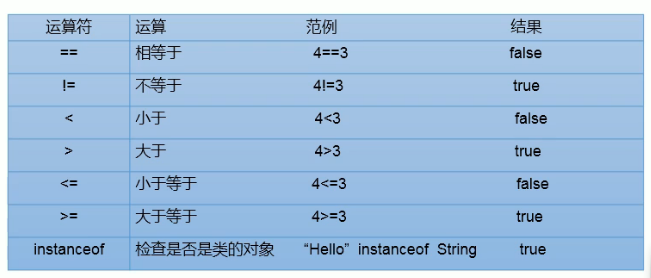 运算符 运算 范例 结果
== 相等于 4==3 false
!= 不等于 4!=3 true
< 小于 4<3 false
> 大于 4>3 true
<= 小于等于 4<=3 false
>= 大于等于 4>=3 true
instanceof 检查是否是类的对象 “Hello” instanceof String true